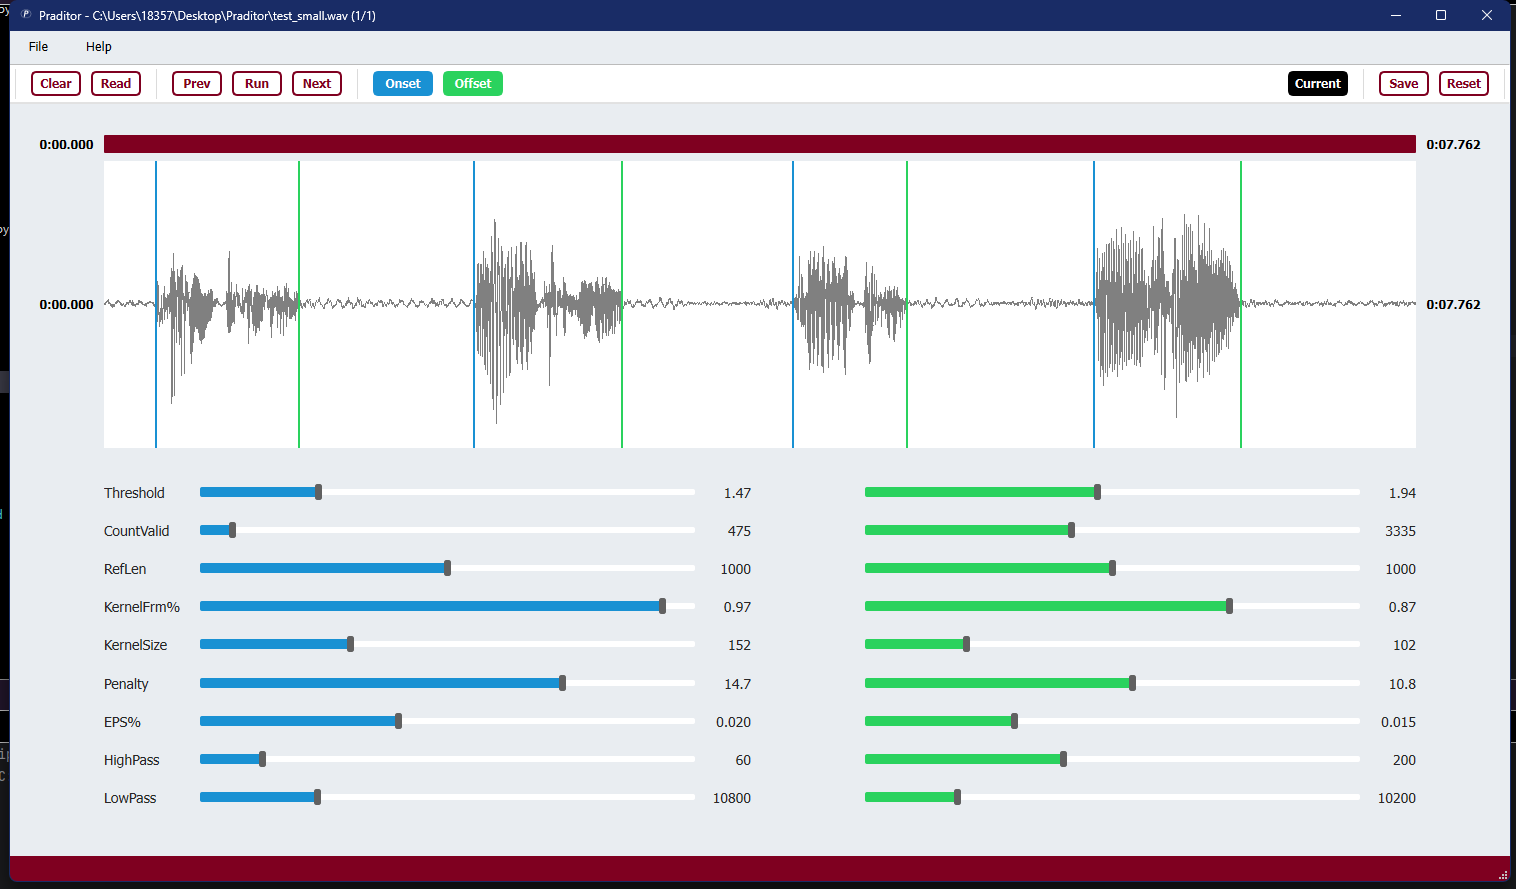 Praditor - C:\Users\18357\Desktop\Praditor\test_small.wav (1/1)
File Help
Clear Read Prev Run Next Onset Offset Current Save Reset
0:00.000 0:07.762
0:00.000 0:07.762
Threshold 1.47 1.94
CountValid 475 3335
RefLen 1000 1000
KernelFrm% 0.97 0.87
KernelSize 152 102
Penalty 14.7 10.8
EPS% 0.020 0.015
HighPass 60 200
LowPass 10800 10200